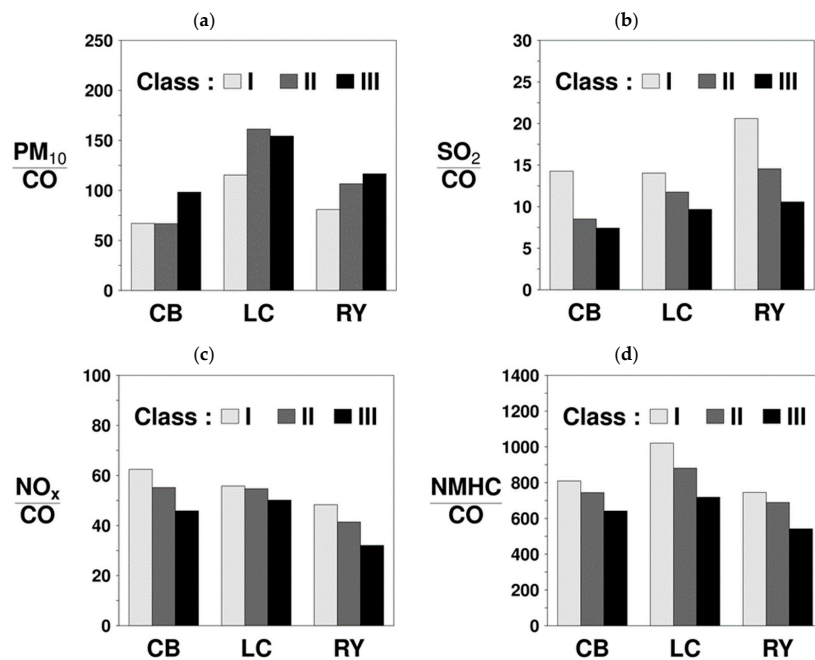 (a)
250
200
150
100
50
0
Class : I II III
PM10
CO
CB LC RY
(b)
30
25
20
15
10
5
0
Class : I II III
SO2
CO
CB LC RY
(c)
100
80
60
40
20
0
Class : I II III
NOx
CO
CB LC RY
(d)
1400
1200
1000
800
600
400
200
0
Class : I II III
NMHC
CO
CB LC RY